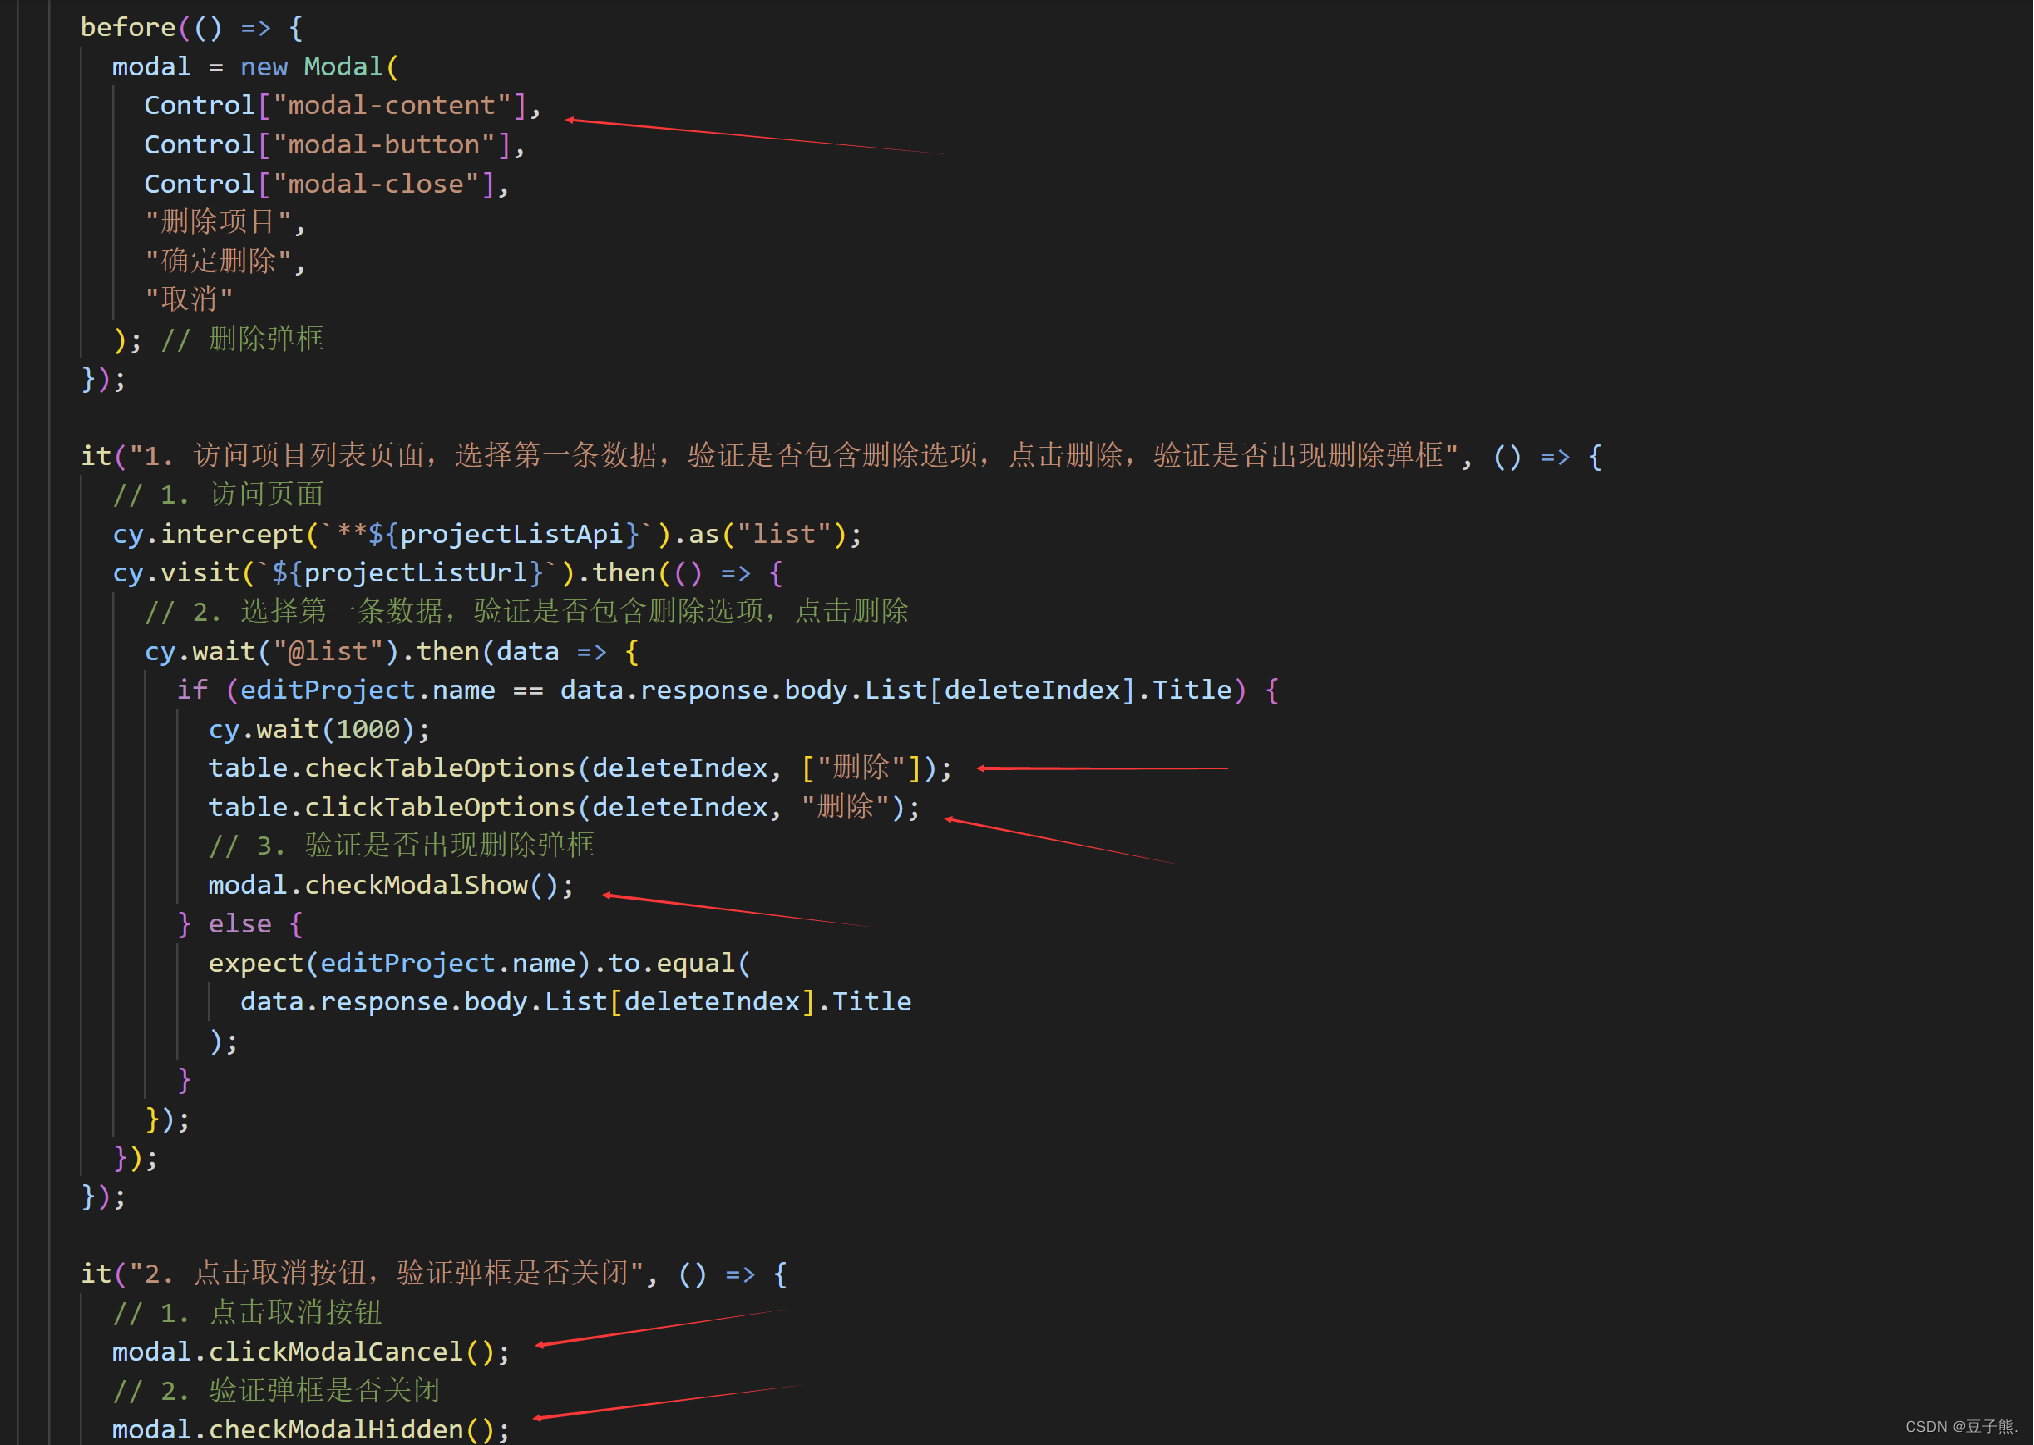 before(() => {
modal = new Modal(
Control["modal-content"],
Control["modal-button"],
Control["modal-close"],
"删除项目",
"确定删除",
"取消"
); // 删除弹框
});
it("1. 访问项目列表页面，选择第一条数据，验证是否包含删除选项，点击删除，验证是否出现删除弹框", () => {
// 1. 访问页面
cy.intercept(`**${projectListApi}`).as("list");
cy.visit(`${projectListUrl}`).then(() => {
// 2. 选择第一条数据，验证是否包含删除选项，点击删除
cy.wait("@list").then(data => {
if (editProject.name == data.response.body.List[deleteIndex].Title) {
cy.wait(1000);
table.checkTableOptions(deleteIndex, ["删除"]);
table.clickTableOptions(deleteIndex, "删除");
// 3. 验证是否出现删除弹框
modal.checkModalShow();
} else {
expect(editProject.name).to.equal(
data.response.body.List[deleteIndex].Title
);
}
});
});
});
it("2. 点击取消按钮，验证弹框是否关闭", () => {
// 1. 点击取消按钮
modal.clickModalCancel();
// 2. 验证弹框是否关闭
modal.checkModalHidden();
CSDN @豆子熊.